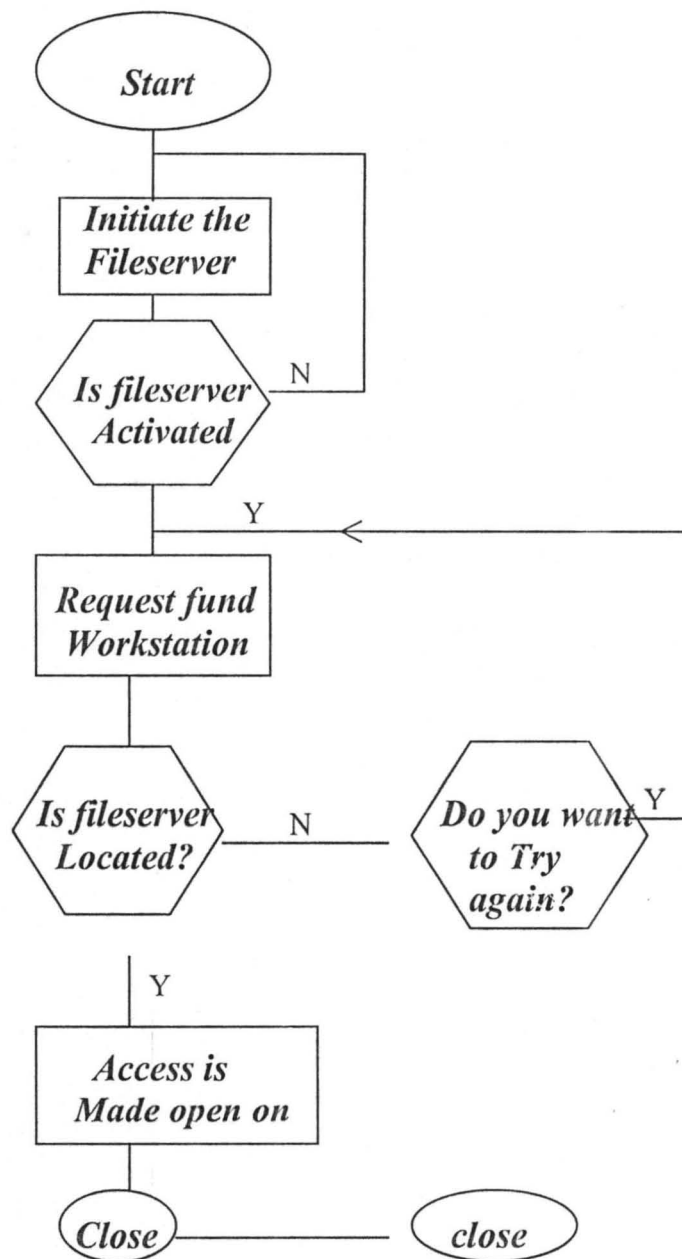 Start
Initiate the
Fileserver
Is fileserver
Activated
N
Y
Request fund
Workstation
Is fileserver
Located?
N
Do you want
to Try
again?
Y
Y
Access is
Made open on
Close
close